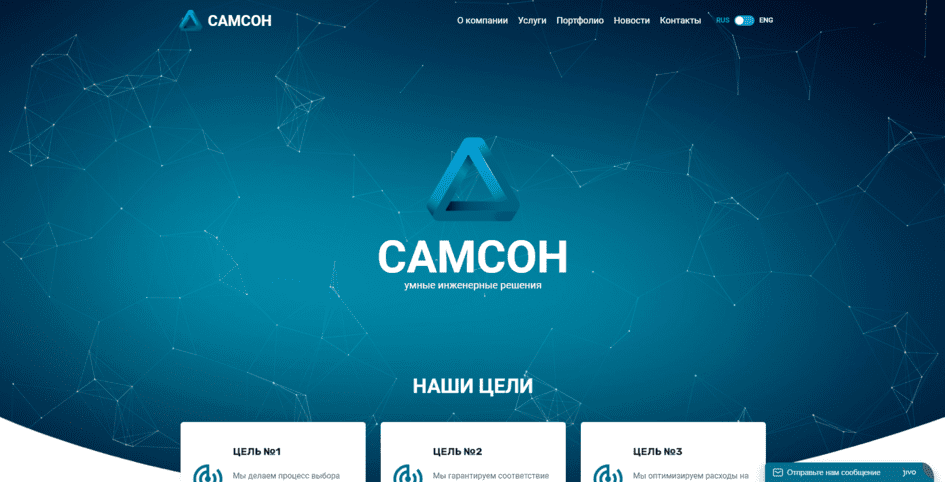 САМСОН
О компании Услуги Портфолио Новости Контакты RUS ENG
САМСОН
умные инженерные решения
НАШИ ЦЕЛИ
ЦЕЛЬ №1 ЦЕЛЬ №2 ЦЕЛЬ №3
Мы делаем процесс выбора Мы гарантируем соответствие Мы оптимизируем расходы на
Отправьте нам сообщение jivo